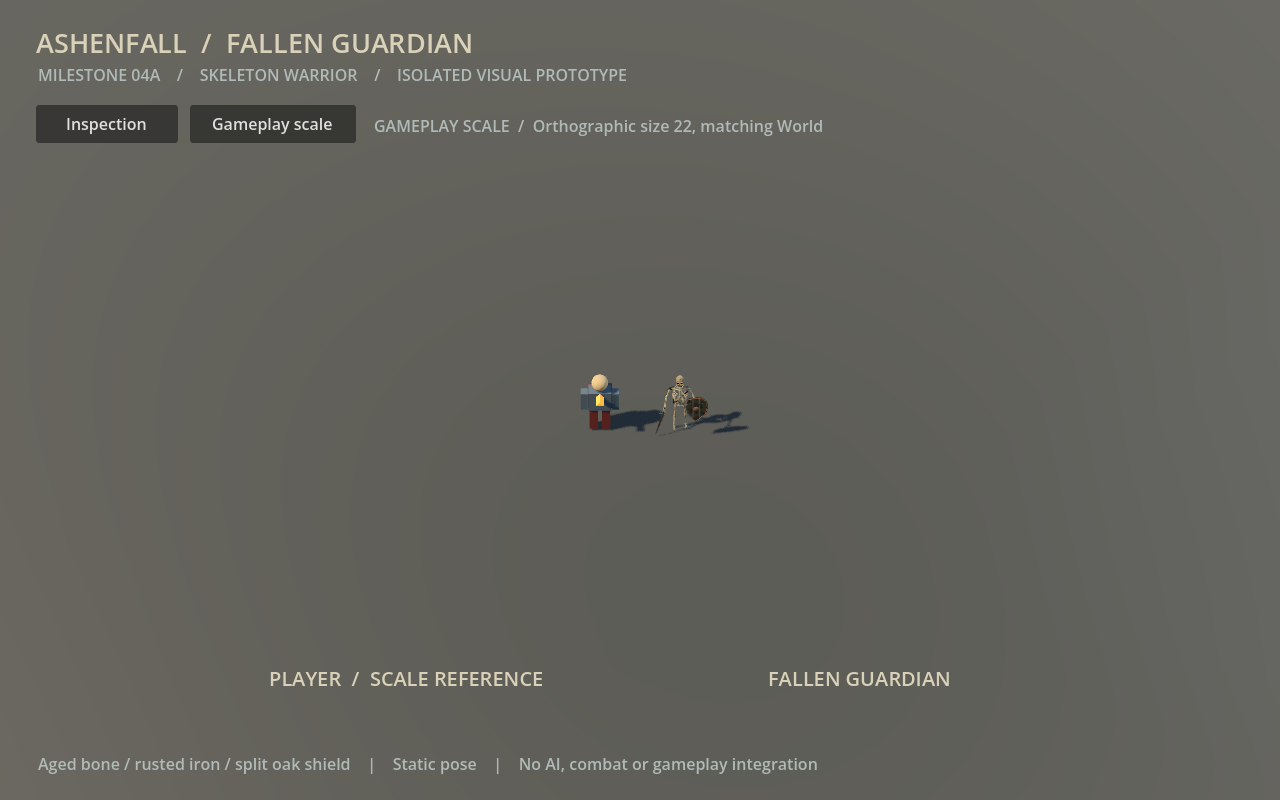 ASHENFALL / FALLEN GUARDIAN
MILESTONE 04A / SKELETON WARRIOR / ISOLATED VISUAL PROTOTYPE
Inspection Gameplay scale GAMEPLAY SCALE / Orthographic size 22, matching World
PLAYER / SCALE REFERENCE FALLEN GUARDIAN
Aged bone / rusted iron / split oak shield | Static pose | No AI, combat or gameplay integration